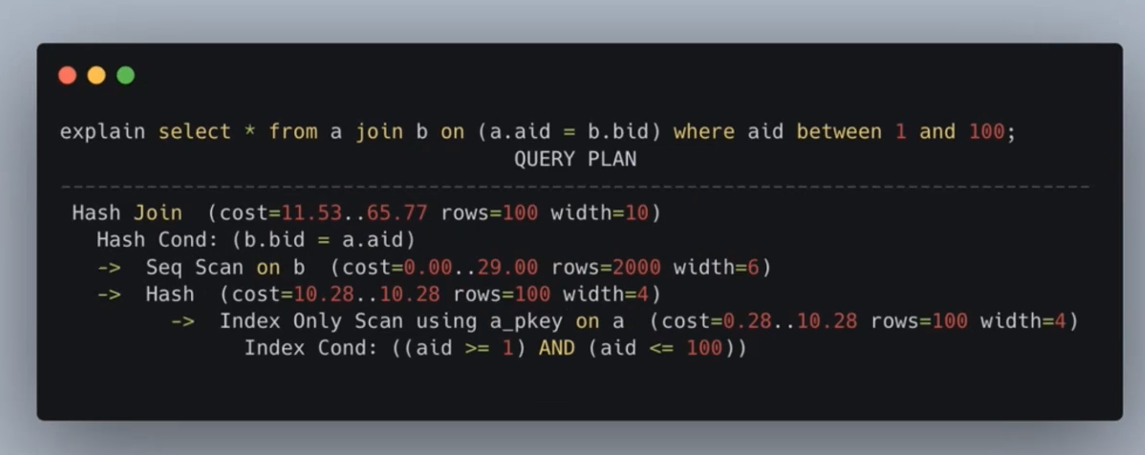 explain select * from a join b on (a.aid = b.bid) where aid between 1 and 100;
QUERY PLAN
------------------------------------------------------------------------------------
Hash Join  (cost=11.53..65.77 rows=100 width=10)
  Hash Cond: (b.bid = a.aid)
  ->  Seq Scan on b  (cost=0.00..29.00 rows=2000 width=6)
  ->  Hash  (cost=10.28..10.28 rows=100 width=4)
        ->  Index Only Scan using a_pkey on a  (cost=0.28..10.28 rows=100 width=4)
              Index Cond: ((aid >= 1) AND (aid <= 100))